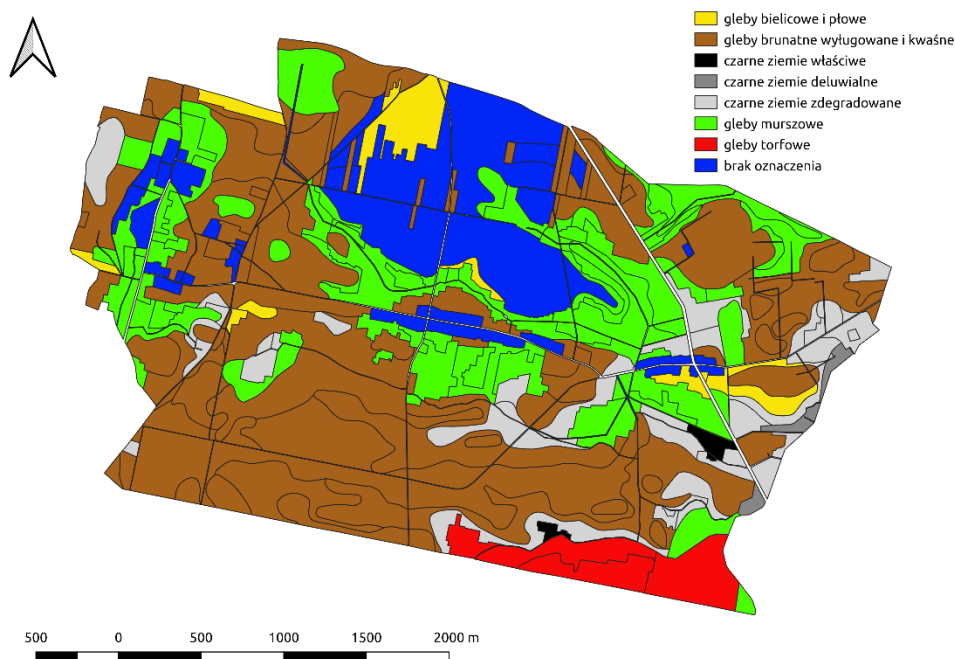 gleby bielicowe i płowe
gleby brunatne wyługowane i kwaśne
czarne ziemie właściwe
czarne ziemie deluwialne
czarne ziemie zdegradowane
gleby murszowe
gleby torfowe
brak oznaczenia
500 0 500 1000 1500 2000 m